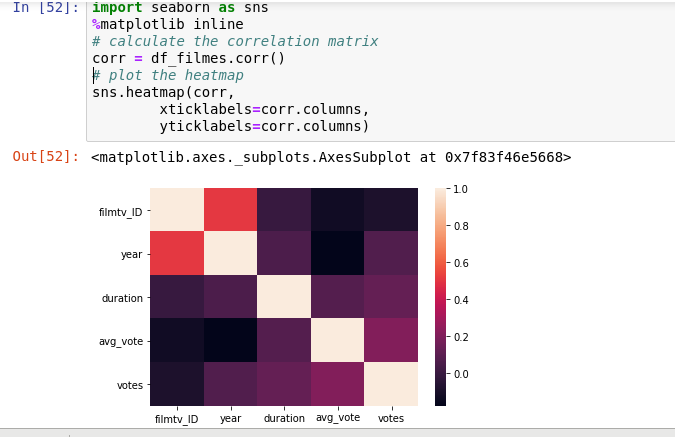 In [52]: import seaborn as sns
%matplotlib inline
# calculate the correlation matrix
corr = df_filmes.corr()
# plot the heatmap
sns.heatmap(corr,
        xticklabels=corr.columns,
        yticklabels=corr.columns)
Out[52]: <matplotlib.axes._subplots.AxesSubplot at 0x7f83f46e5668>
filmtv_ID
year
duration
avg_vote
votes
filmtv_ID year duration avg_vote votes
1.0
0.8
0.6
0.4
0.2
0.0